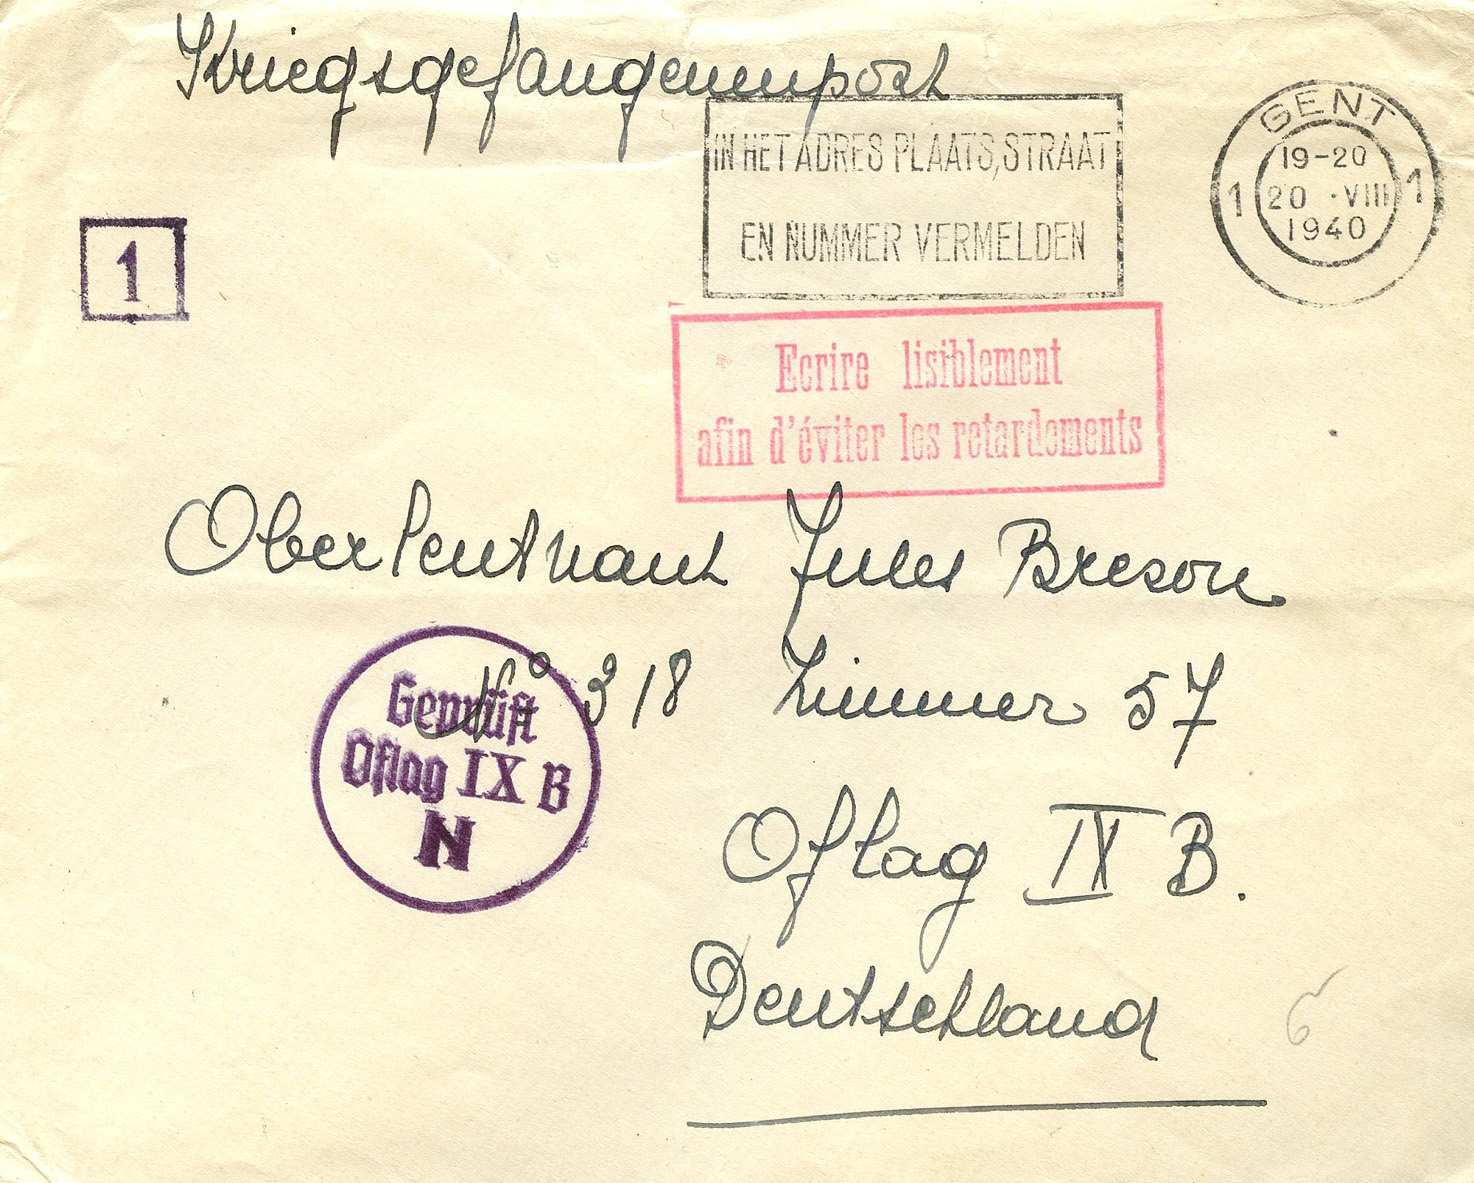 Kriegsgefangenenpost
IN HET ADRES PLAATS, STRAAT
EN NUMMER VERMELDEN
GENT
1 19-20 1
20 ·VIII
1940
1
Ecrire lisiblement
afin d'éviter les retardements
Oberleutnant Jules Breson
N° 318 Zimmer 57
Geprüft
Oflag IX B
N
Oflag IX B.
Deutschland
6